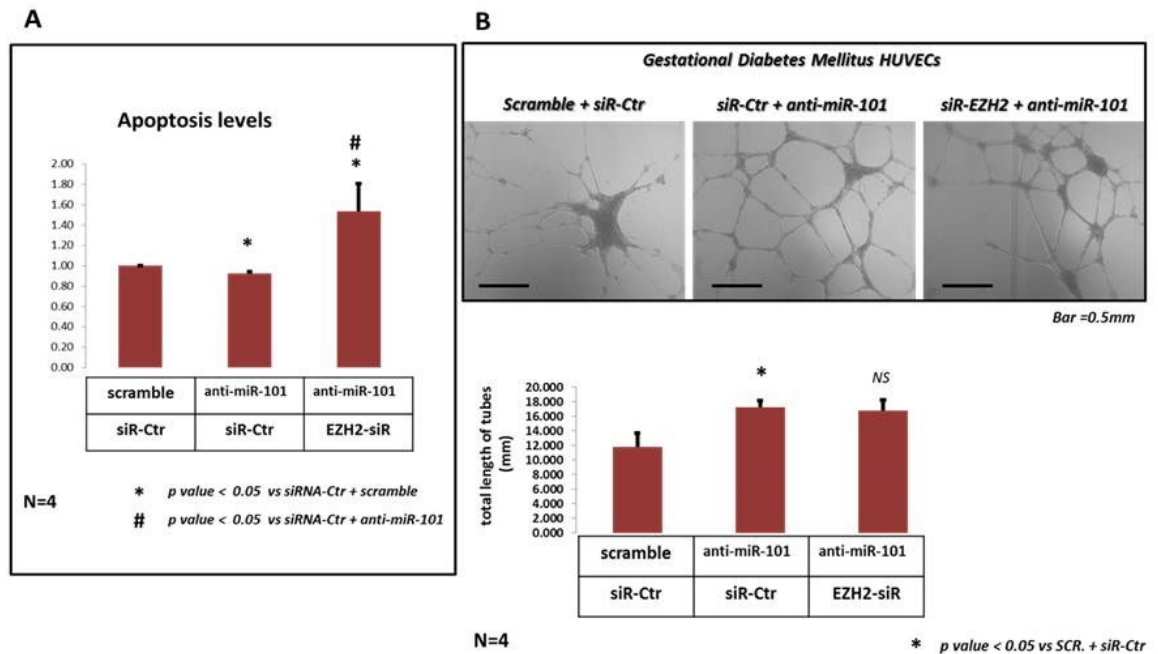 A
Apoptosis levels
#
*
*
2.00
1.80
1.60
1.40
1.20
1.00
0.80
0.60
0.40
0.20
0.00
scramble anti-miR-101 anti-miR-101
siR-Ctr siR-Ctr EZH2-siR
N=4
* p value < 0.05 vs siRNA-Ctr + scramble
# p value < 0.05 vs siRNA-Ctr + anti-miR-101
B
Gestational Diabetes Mellitus HUVECs
Scramble + siR-Ctr siR-Ctr + anti-miR-101 siR-EZH2 + anti-miR-101
Bar =0.5mm
total length of tubes
(mm)
20.000
18.000
16.000
14.000
12.000
10.000
8.000
6.000
4.000
2.000
0.000
* NS
scramble anti-miR-101 anti-miR-101
siR-Ctr siR-Ctr EZH2-siR
N=4
* p value < 0.05 vs SCR. + siR-Ctr